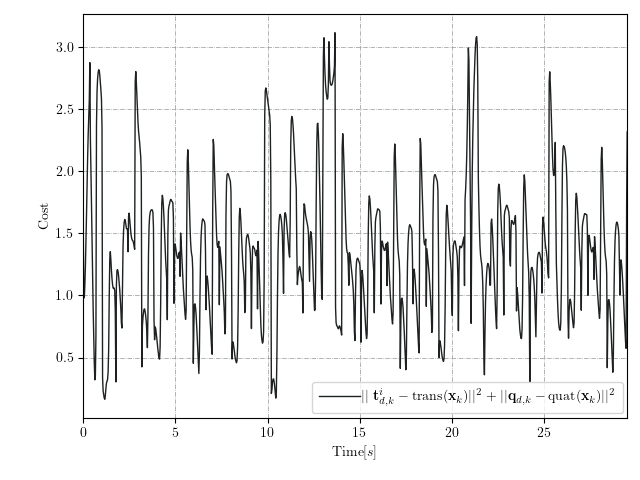 3.0
2.5
2.0
1.5
1.0
0.5
Cost
0 5 10 15 20 25
Time[s]
|| t^i_{d,k} − trans(x_k)||^2 + ||q_{d,k} − quat(x_k)||^2